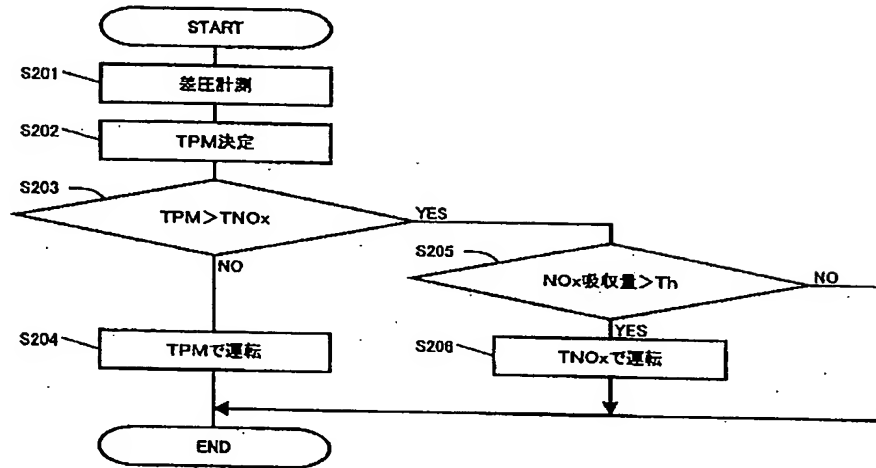 START
S201
差圧計測
S202
TPM決定
S203
TPM>TNOx
YES
NO
S205
NOx吸収量>Th
NO
YES
S204
TPMで運転
S206
TNOxで運転
END